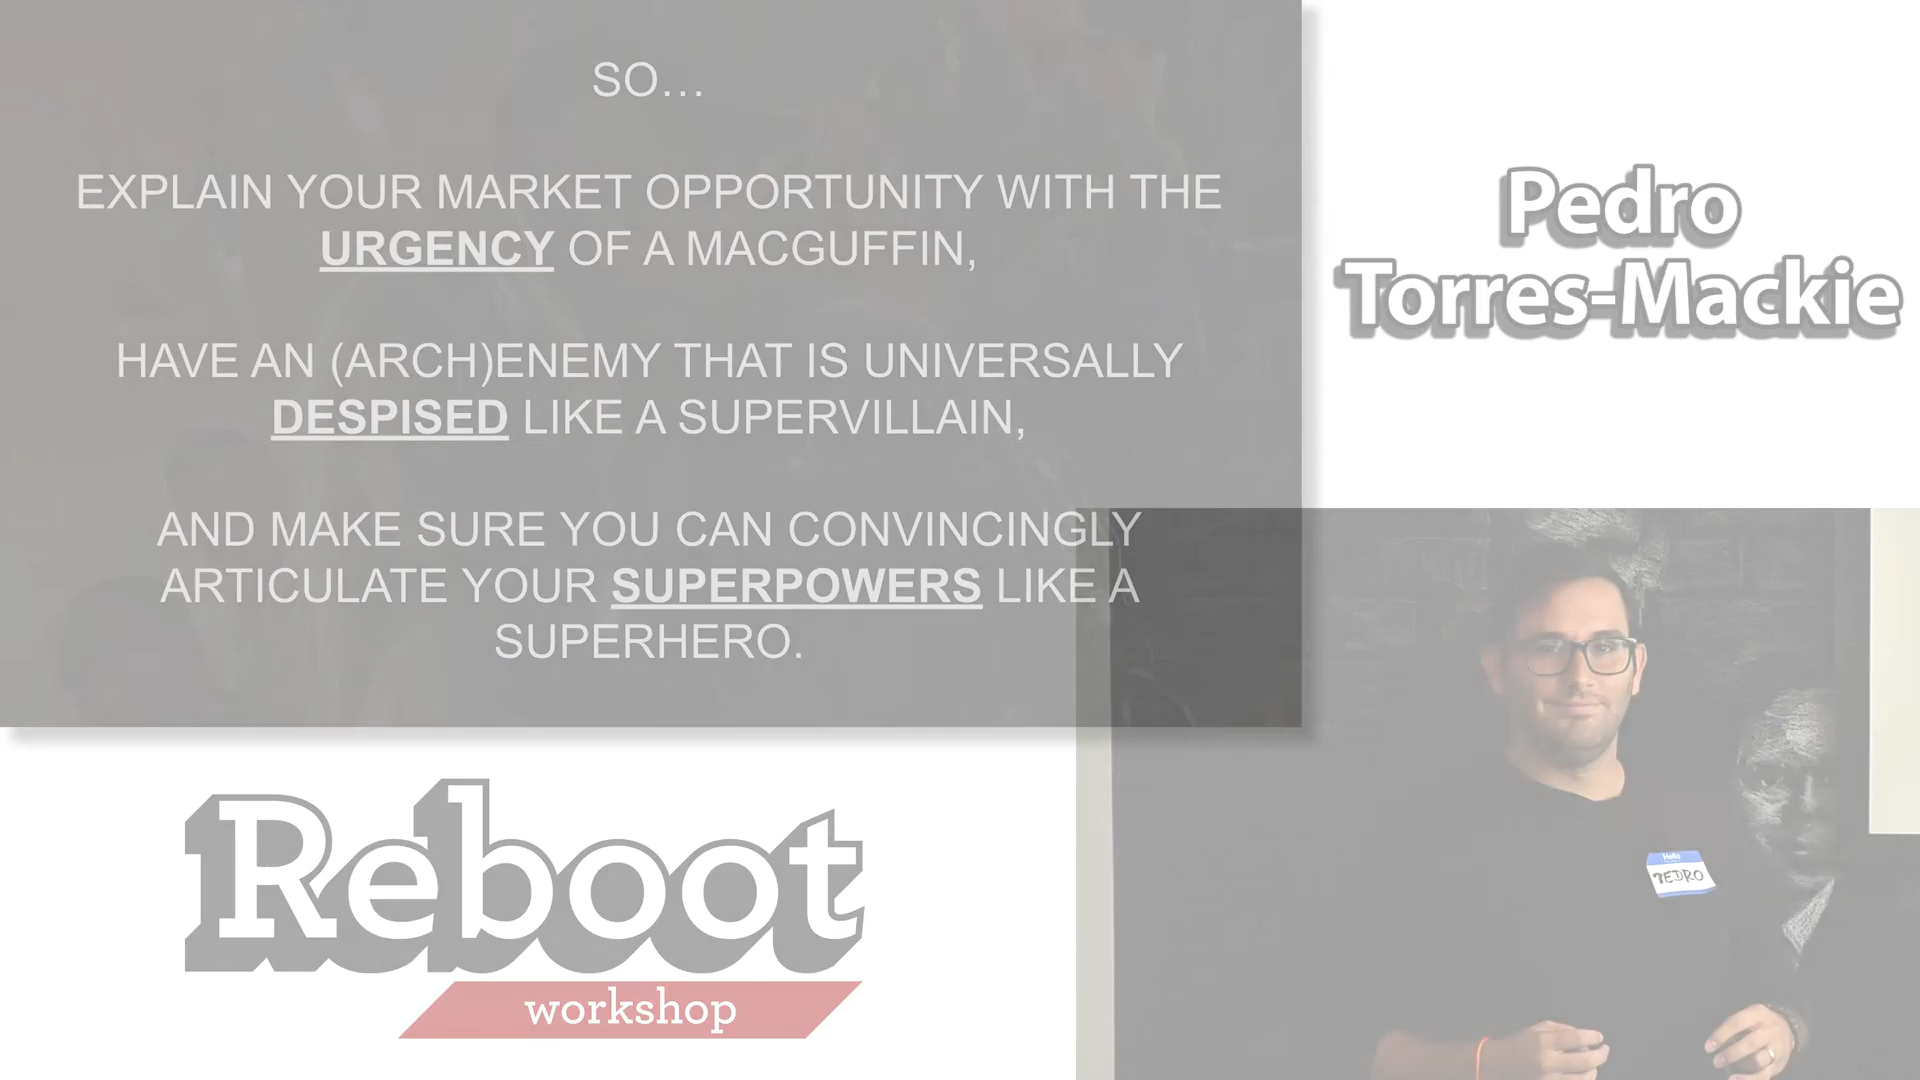 SO...
EXPLAIN YOUR MARKET OPPORTUNITY WITH THE
URGENCY OF A MACGUFFIN,
HAVE AN (ARCH)ENEMY THAT IS UNIVERSALLY
DESPISED LIKE A SUPERVILLAIN,
AND MAKE SURE YOU CAN CONVINCINGLY
ARTICULATE YOUR SUPERPOWERS LIKE A
SUPERHERO.
Pedro
Torres-Mackie
Reboot
workshop
Hello
PEDRO